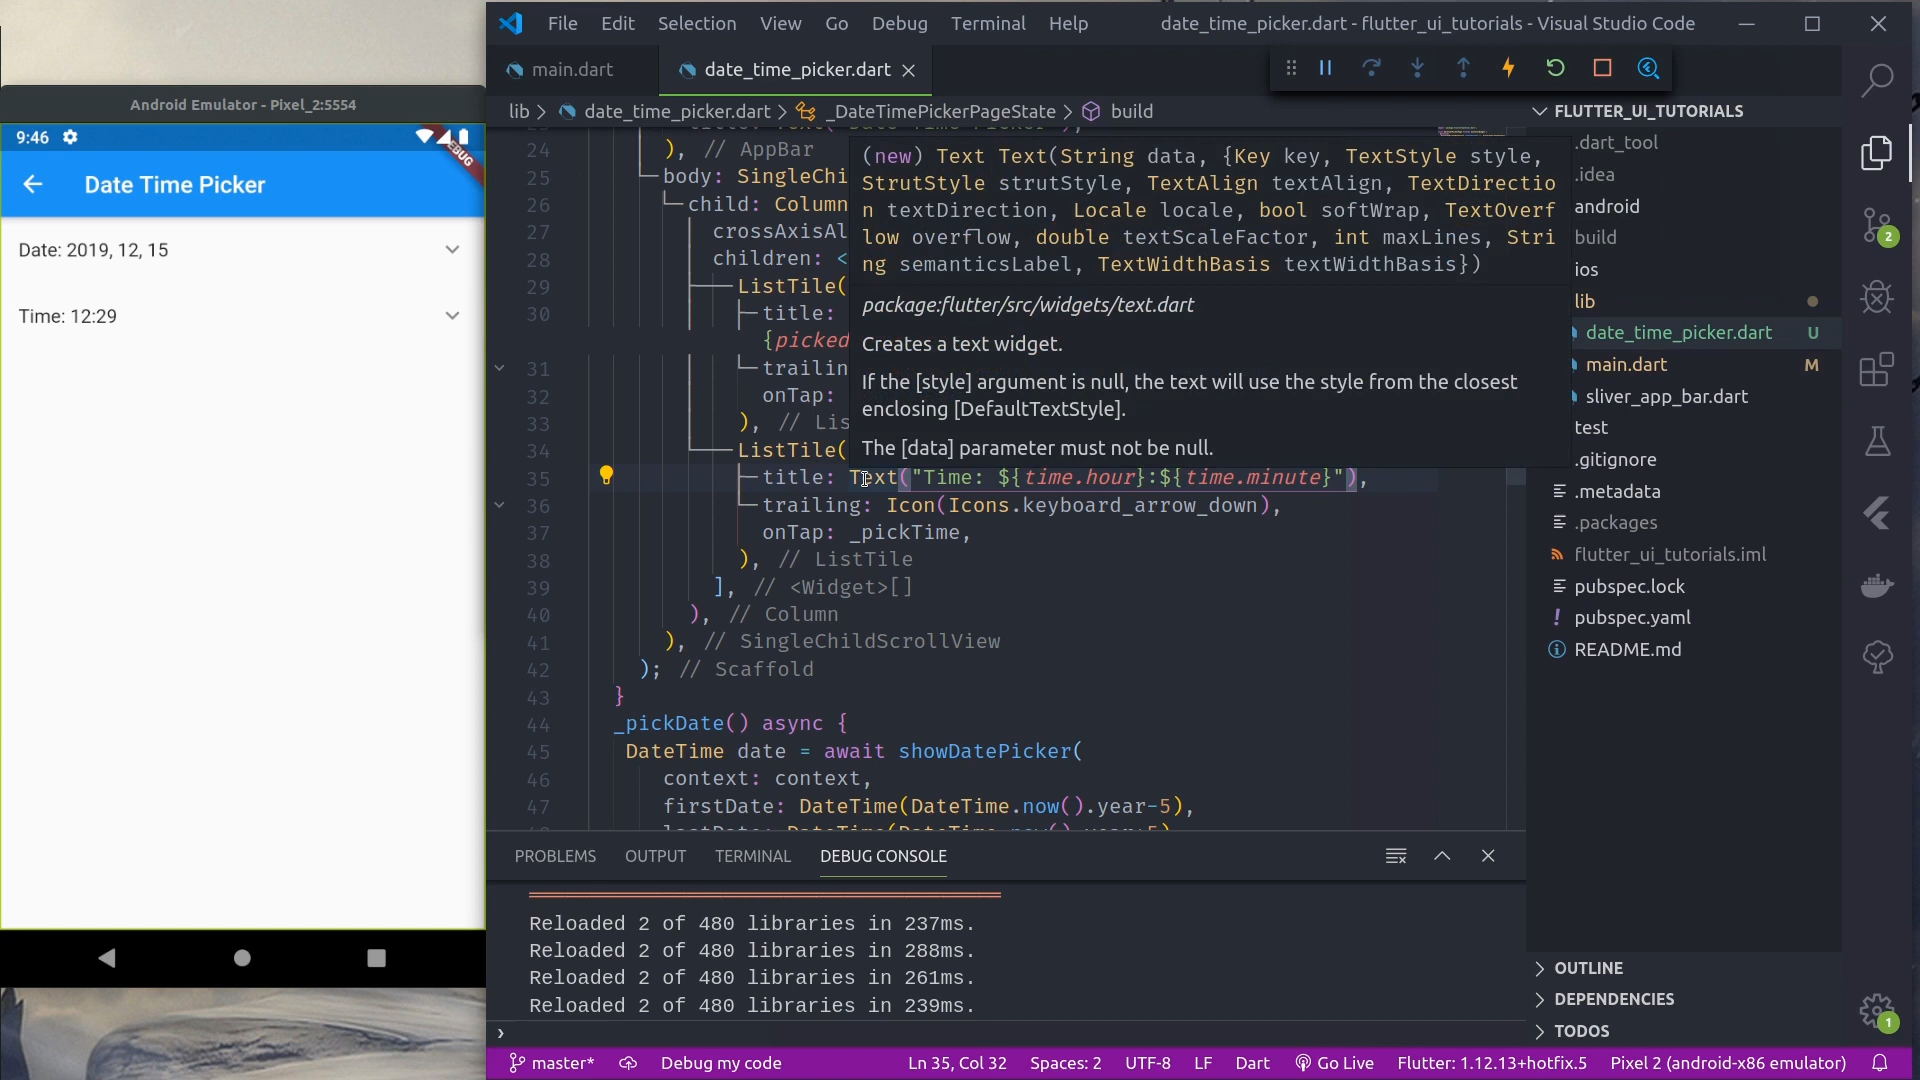 File Edit Selection View Go Debug Terminal Help
date_time_picker.dart - flutter_ui_tutorials - Visual Studio Code
main.dart
date_time_picker.dart
Android Emulator - Pixel_2:5554
lib > date_time_picker.dart > _DateTimePickerPageState > build
9:46
DEBUG
Date Time Picker
Date: 2019, 12, 15
Time: 12:29
24 ), // AppBar
25 body: SingleChi
26 child: Column
27 crossAxisAl
28 children: <
29 ListTile(
30 title:
{picked
31 trailin
32 onTap:
33 ), // Lis
34 ListTile(
(new) Text Text(String data, {Key key, TextStyle style,
StrutStyle strutStyle, TextAlign textAlign, TextDirectio
n textDirection, Locale locale, bool softWrap, TextOverf
low overflow, double textScaleFactor, int maxLines, Stri
ng semanticsLabel, TextWidthBasis textWidthBasis})
package:flutter/src/widgets/text.dart
Creates a text widget.
If the [style] argument is null, the text will use the style from the closest
enclosing [DefaultTextStyle].
The [data] parameter must not be null.
35 title: Text("Time: ${time.hour}:${time.minute}"),
36 trailing: Icon(Icons.keyboard_arrow_down),
37 onTap: _pickTime,
38 ), // ListTile
39 ], // <Widget>[]
40 ), // Column
41 ), // SingleChildScrollView
42 ); // Scaffold
43 }
44 _pickDate() async {
45 DateTime date = await showDatePicker(
46 context: context,
47 firstDate: DateTime(DateTime.now().year-5),
FLUTTER_UI_TUTORIALS
.dart_tool
.idea
android
build
ios
lib
date_time_picker.dart U
main.dart M
sliver_app_bar.dart
test
.gitignore
.metadata
.packages
flutter_ui_tutorials.iml
pubspec.lock
pubspec.yaml
README.md
2
PROBLEMS OUTPUT TERMINAL DEBUG CONSOLE
Reloaded 2 of 480 libraries in 237ms.
Reloaded 2 of 480 libraries in 288ms.
Reloaded 2 of 480 libraries in 261ms.
Reloaded 2 of 480 libraries in 239ms.
OUTLINE
DEPENDENCIES
TODOS
1
master* Debug my code Ln 35, Col 32 Spaces: 2 UTF-8 LF Dart Go Live Flutter: 1.12.13+hotfix.5 Pixel 2 (android-x86 emulator)